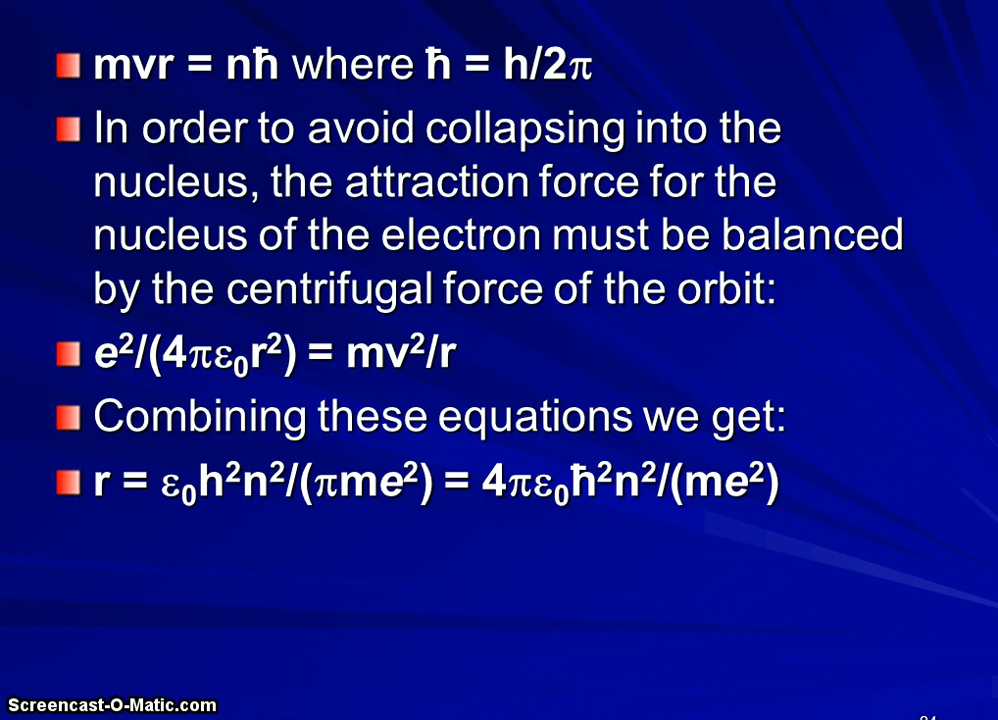 mvr = nħ where ħ = h/2π
In order to avoid collapsing into the
nucleus, the attraction force for the
nucleus of the electron must be balanced
by the centrifugal force of the orbit:
e²/(4πε₀r²) = mv²/r
Combining these equations we get:
r = ε₀h²n²/(πme²) = 4πε₀ħ²n²/(me²)
Screencast-O-Matic.com